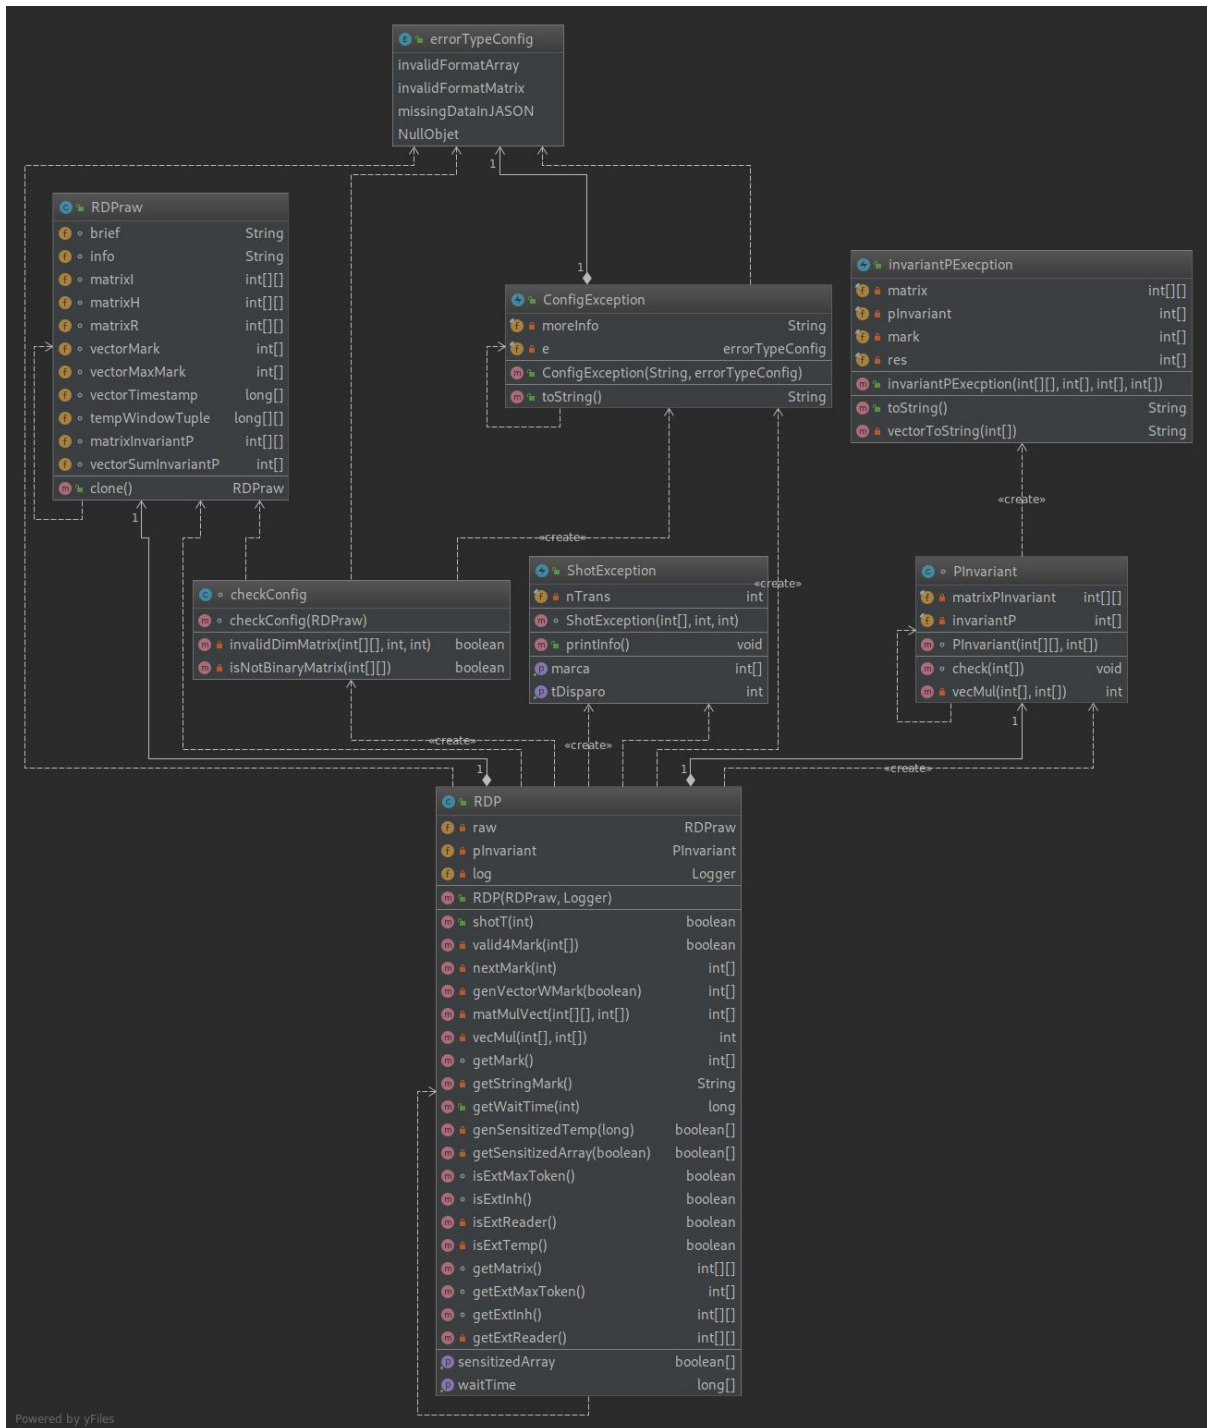 errorTypeConfig
invalidFormatArray
invalidFormatMatrix
missingDataInJASON
NullObjet
1
RDPraw
brief String
info String
matrixI int[][]
matrixH int[][]
matrixR int[][]
vectorMark int[]
vectorMaxMark int[]
vectorTimestamp long[]
tempWindowTuple long[][]
matrixInvariantP int[][]
vectorSumInvariantP int[]
clone() RDPraw
1
1
ConfigException
moreInfo String
e errorTypeConfig
ConfigException(String, errorTypeConfig)
toString() String
invariantPExecption
matrix int[][]
pInvariant int[]
mark int[]
res int[]
invariantPExecption(int[][], int[], int[], int[])
toString() String
vectorToString(int[]) String
«create»
«create»
«create»
checkConfig
checkConfig(RDPraw)
invalidDimMatrix(int[][], int, int) boolean
isNotBinaryMatrix(int[][]) boolean
ShotException
nTrans int
ShotException(int[], int, int)
printInfo() void
marca int[]
tDisparo int
PInvariant
matrixPInvariant int[][]
invariantP int[]
PInvariant(int[][], int[])
check(int[]) void
vecMul(int[], int[]) int
1
«create»
«create»
1
1
«create»
RDP
raw RDPraw
pInvariant PInvariant
log Logger
RDP(RDPraw, Logger)
shotT(int) boolean
valid4Mark(int[]) boolean
nextMark(int) int[]
genVectorWMark(boolean) int[]
matMulVect(int[][], int[]) int[]
vecMul(int[], int[]) int
getMark() int[]
getStringMark() String
getWaitTime(int) long
genSensitizedTemp(long) boolean[]
getSensitizedArray(boolean) boolean[]
isExtMaxToken() boolean
isExtInh() boolean
isExtReader() boolean
isExtTemp() boolean
getMatrix() int[][]
getExtMaxToken() int[]
getExtInh() int[][]
getExtReader() int[][]
sensitizedArray boolean[]
waitTime long[]
Powered by yFiles